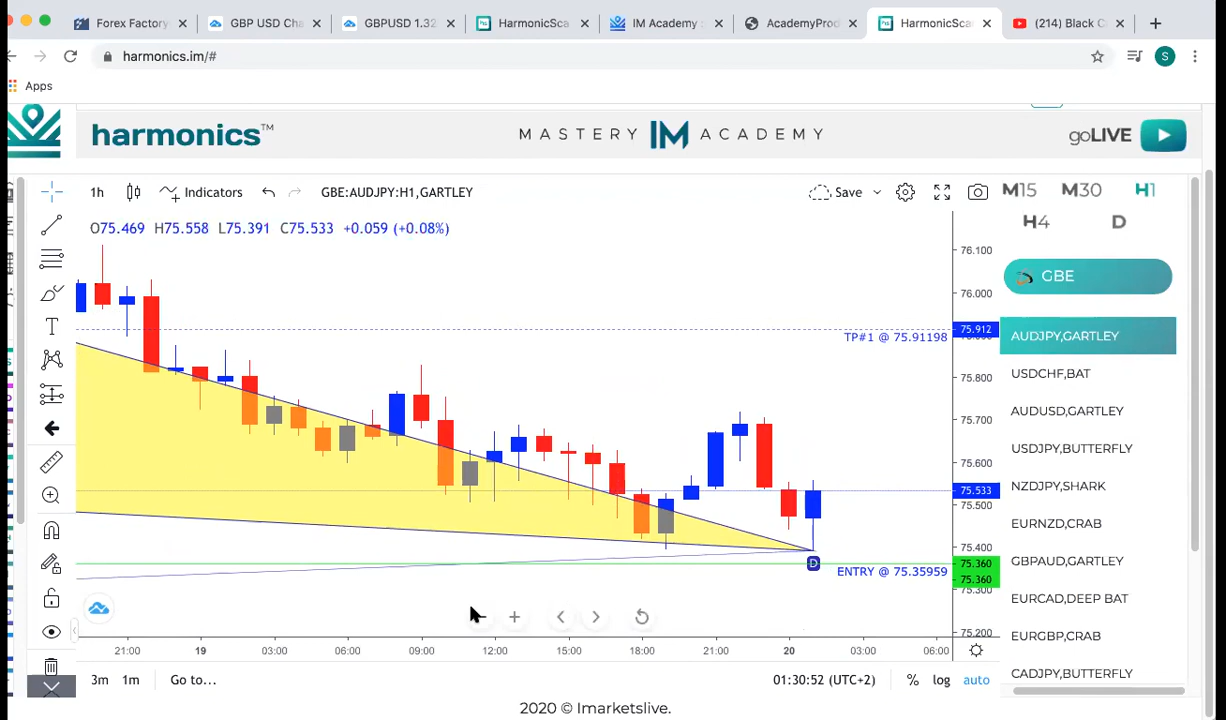 Forex Factory
GBP USD Cha
GBPUSD 1.32
HarmonicSca
IM Academy :
AcademyProd
HarmonicSca
(214) Black C
harmonics.im/#
S
Apps
harmonics™
MASTERY IM ACADEMY
goLIVE
1h
Indicators
GBE:AUDJPY:H1,GARTLEY
Save
M15
M30
H1
H4
D
O75.469 H75.558 L75.391 C75.533 +0.059 (+0.08%)
76.100
GBE
76.000
TP#1 @ 75.91198
75.912
AUDJPY,GARTLEY
75.800
USDCHF,BAT
75.700
AUDUSD,GARTLEY
75.600
USDJPY,BUTTERFLY
75.533
NZDJPY,SHARK
75.500
EURNZD,CRAB
75.400
GBPAUD,GARTLEY
D
ENTRY @ 75.35959
75.360
75.360
75.300
EURCAD,DEEP BAT
75.200
EURGBP,CRAB
21:00
19
03:00
06:00
09:00
12:00
15:00
18:00
21:00
20
03:00
06:00
CADJPY,BUTTERFLY
3m
1m
Go to...
01:30:52 (UTC+2)
%
log
auto
2020 © Imarketslive.